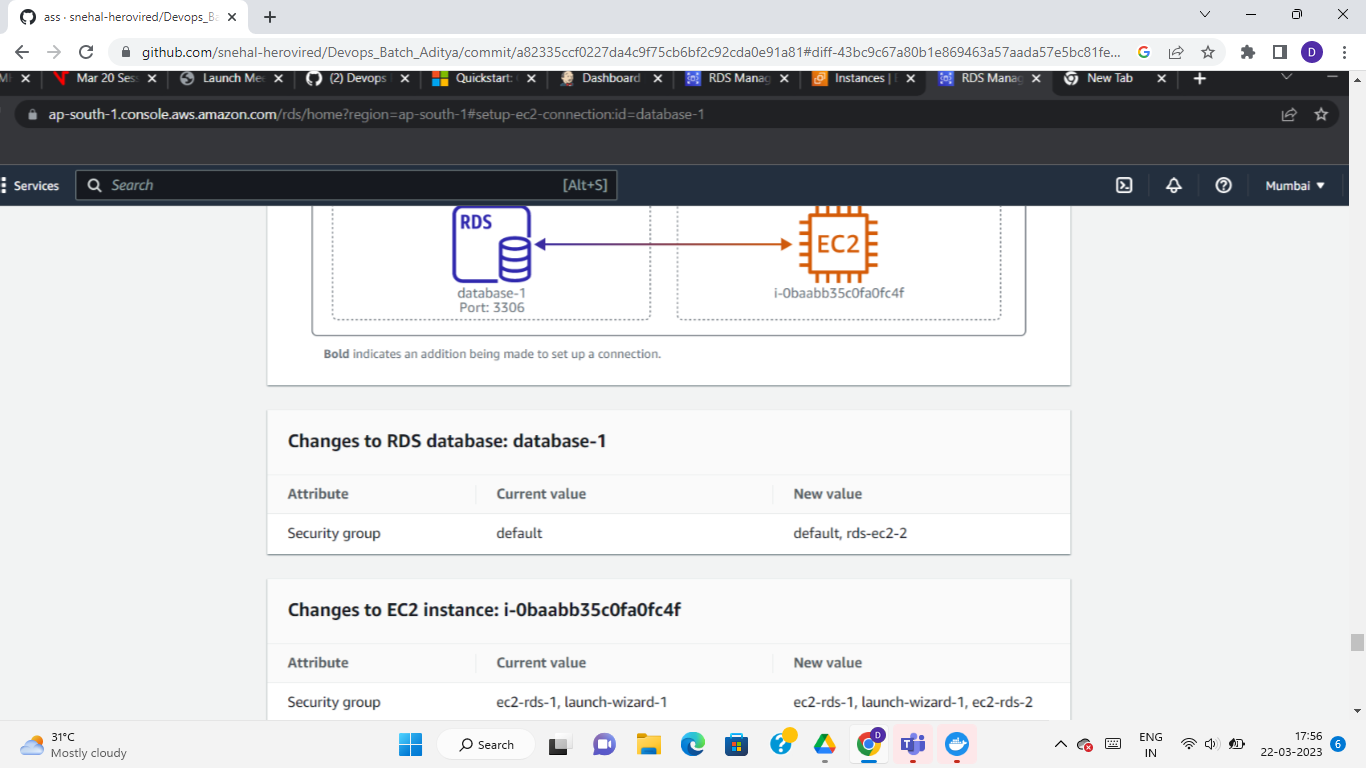 ass · snehal-herovired/Devops_Ba
github.com/snehal-herovired/Devops_Batch_Aditya/commit/a82335ccf0227da4c9f75cb6bf2c92cda0e91a81#diff-43bc9c67a80b1e869463a57aada57e5bc81fe...
D
Mar 20 Ses
Launch Me
(2) Devops
Quickstart:
Dashboard
RDS Manag
Instances |
RDS Manag
New Tab
ap-south-1.console.aws.amazon.com/rds/home?region=ap-south-1#setup-ec2-connection:id=database-1
Services
Search
[Alt+S]
Mumbai
RDS
EC2
database-1
i-0baabb35c0fa0fc4f
Port: 3306
Bold indicates an addition being made to set up a connection.
Changes to RDS database: database-1
Attribute Current value New value
Security group default default, rds-ec2-2
Changes to EC2 instance: i-0baabb35c0fa0fc4f
Attribute Current value New value
Security group ec2-rds-1, launch-wizard-1 ec2-rds-1, launch-wizard-1, ec2-rds-2
31°C
Mostly cloudy
Search
D
ENG
IN
17:56
22-03-2023
6